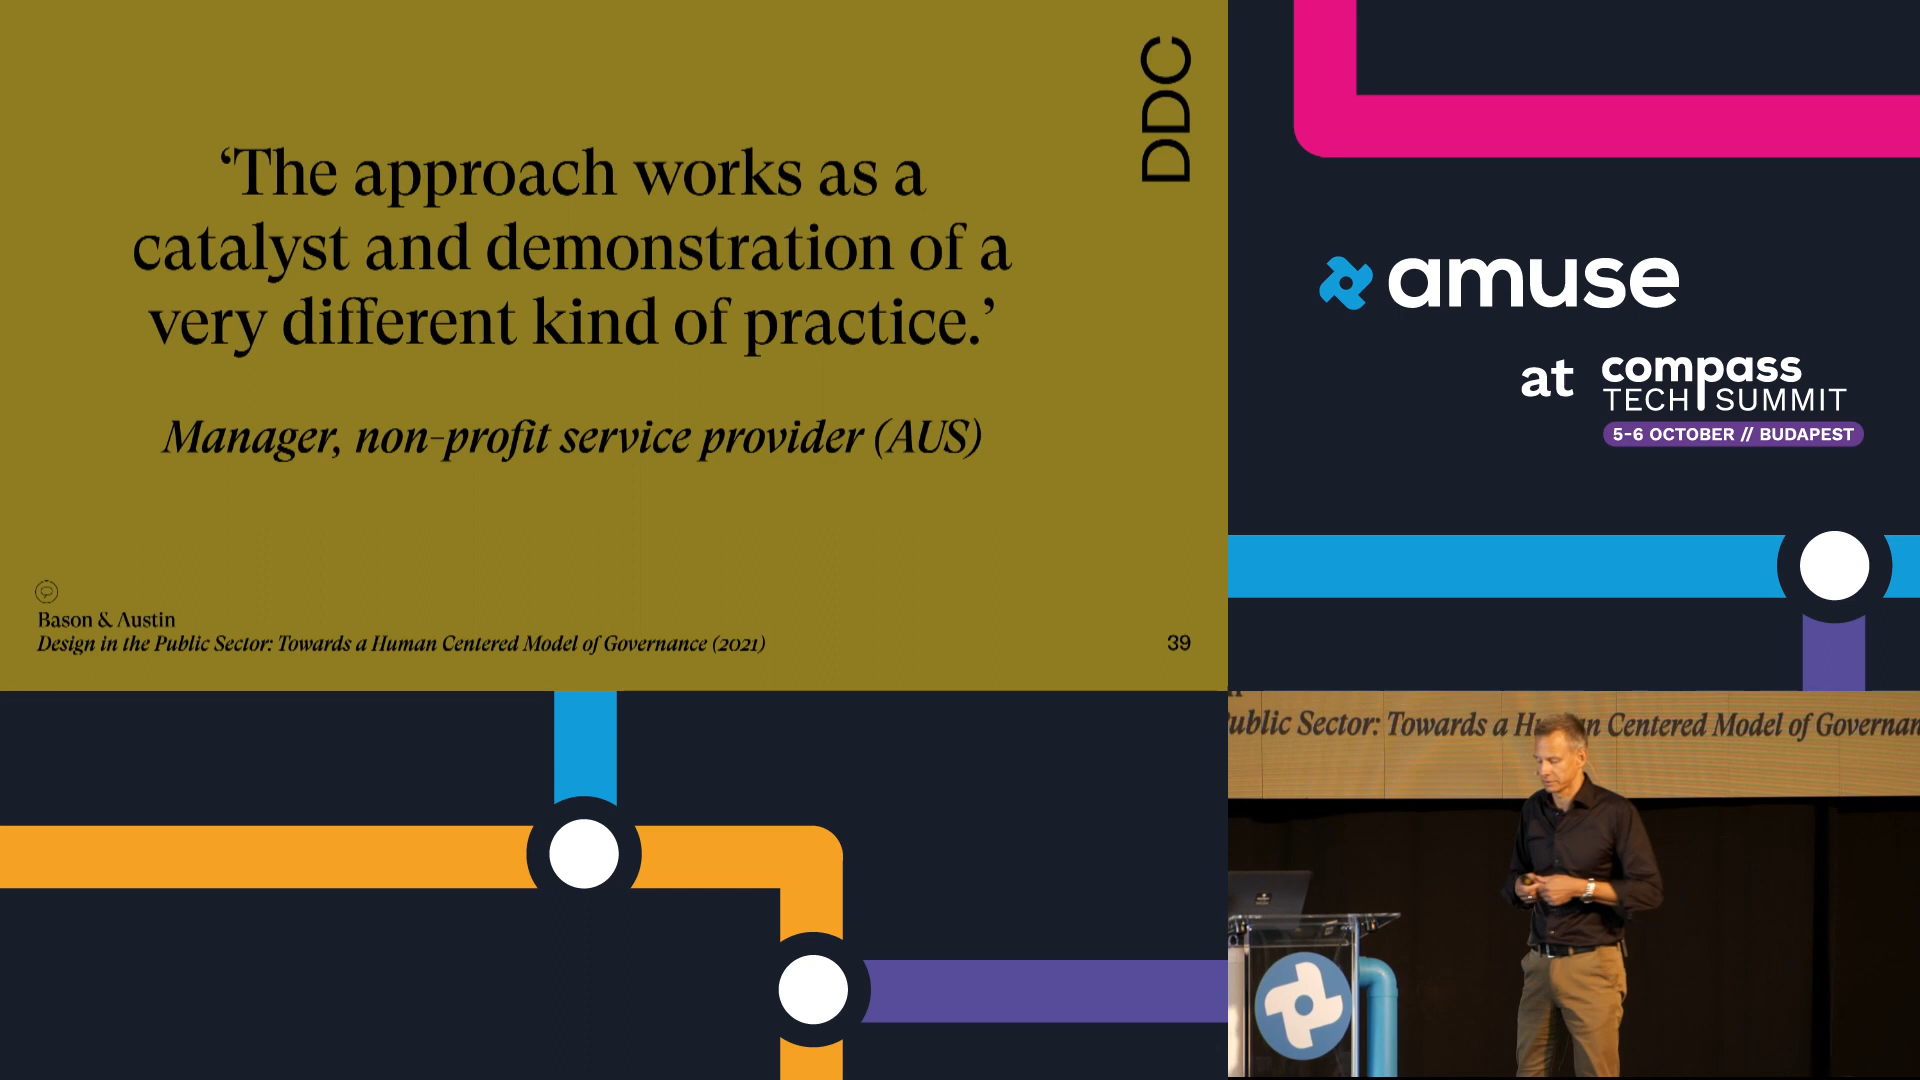 DDC
‘The approach works as a
catalyst and demonstration of a
very different kind of practice.’
Manager, non-profit service provider (AUS)
Bason & Austin
Design in the Public Sector: Towards a Human Centered Model of Governance (2021)
39
amuse
at
compass
TECH SUMMIT
5-6 OCTOBER // BUDAPEST
Public Sector: Towards a Human Centered Model of Governan